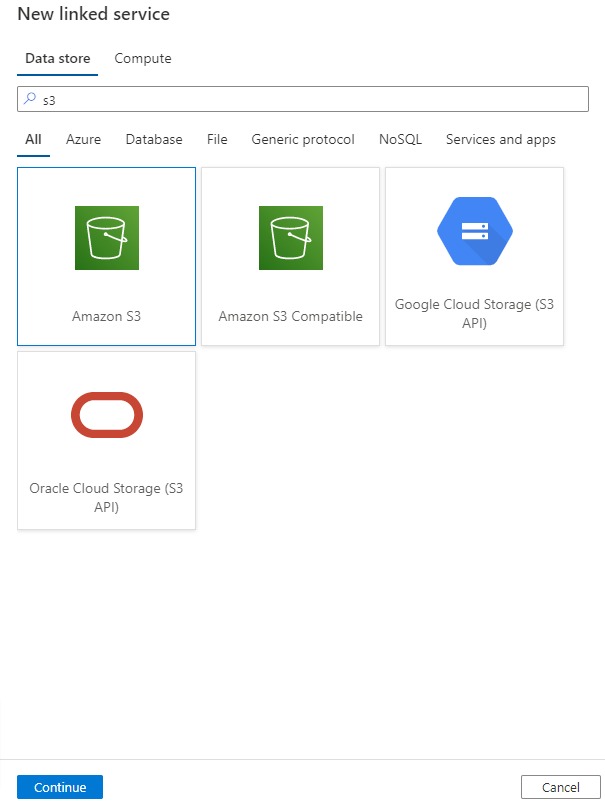 New linked service
Data store Compute
s3
All Azure Database File Generic protocol NoSQL Services and apps
Amazon S3
Amazon S3 Compatible
Google Cloud Storage (S3
API)
Oracle Cloud Storage (S3
API)
Continue Cancel